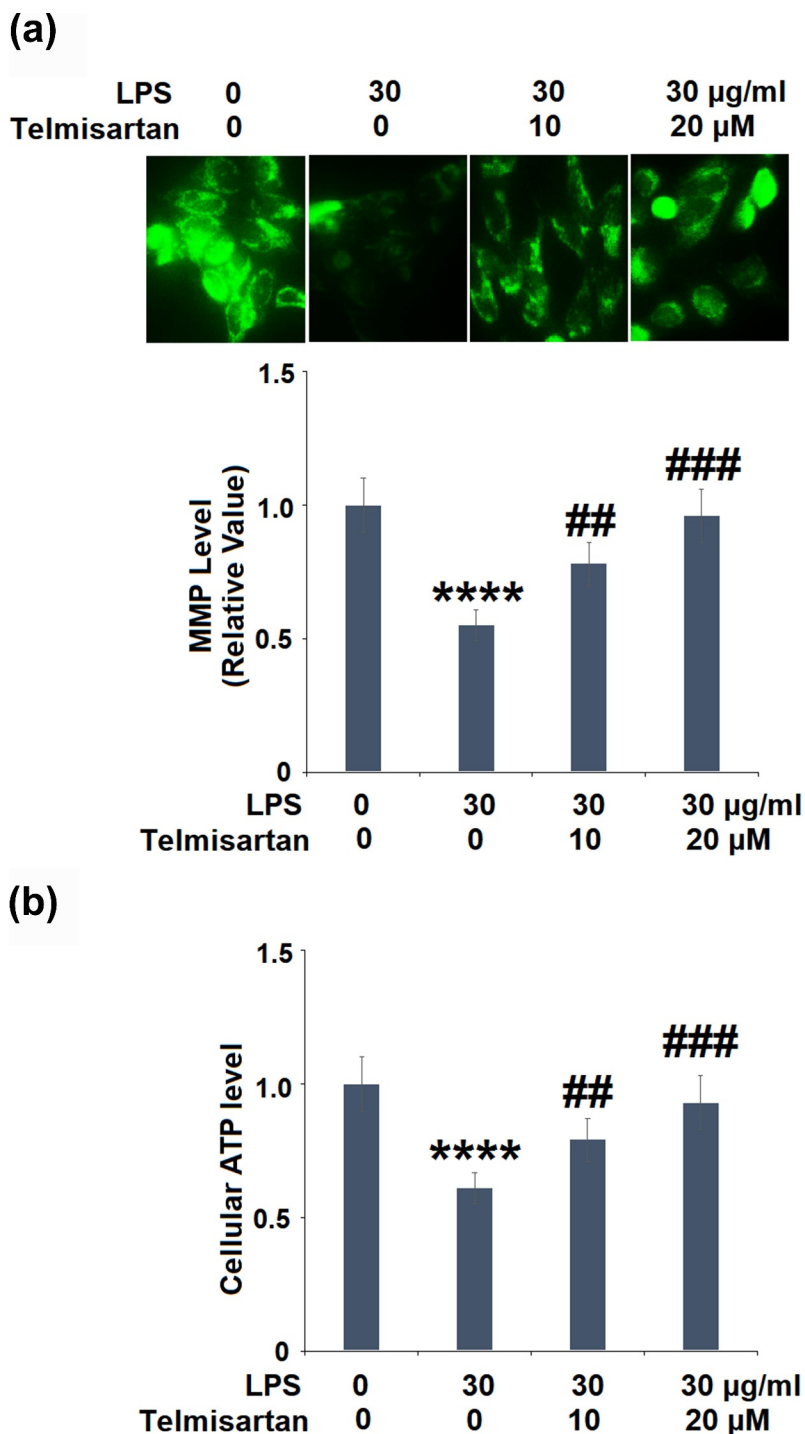 (a)
LPS 0 30 30 30 µg/ml
Telmisartan 0 0 10 20 µM
1.5
###
##
1.0
****
MMP Level
(Relative Value)
0.5
0
LPS 0 30 30 30 µg/ml
Telmisartan 0 0 10 20 µM
(b)
1.5
###
##
1.0
****
Cellular ATP level
0.5
0
LPS 0 30 30 30 µg/ml
Telmisartan 0 0 10 20 µM